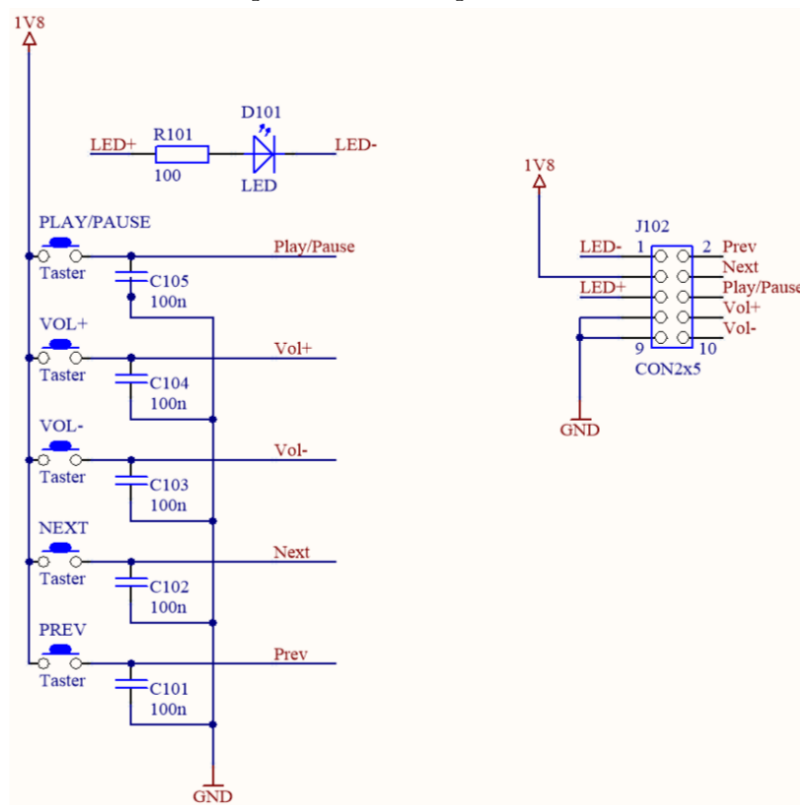 1V8
D101
LED+
R101
LED-
100
LED
PLAY/PAUSE
Play/Pause
Taster
C105
100n
VOL+
Vol+
Taster
C104
100n
VOL-
Vol-
Taster
C103
100n
NEXT
Next
Taster
C102
100n
PREV
Prev
Taster
C101
100n
GND
1V8
J102
LED- 1 2 Prev
Next
LED+ Play/Pause
Vol+
Vol-
9 10
CON2x5
GND